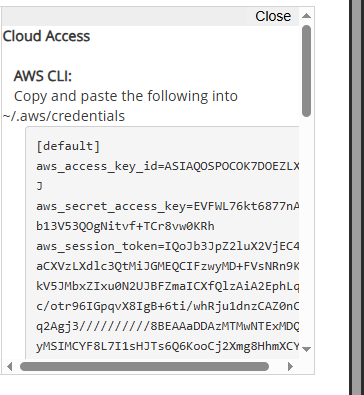 Close
Cloud Access
AWS CLI:
Copy and paste the following into
~/.aws/credentials
[default]
aws_access_key_id=ASIAQOSPOCOK7DOEZLX
J
aws_secret_access_key=EVFWL76kt6877nA
b13V53QOgNitvf+TCr8vw0KRh
aws_session_token=IQoJb3JpZ2luX2VjEC4
aCXVzLXdlc3QtMiJGMEQCIFzwyMD+FVsNRn9K
kV5JMbxZIxu0N2UJBFZmaICXfQlzAiA2EphLq
c/otr96IGpqvX8IgB+6ti/whRju1dnzCAZ0nC
q2Agj3//////////8BEAAaDDAzMTMwNTExMDQ
yMSIMCYF8L7I1sHJTs6Q6KooCj2Xmg8HhmXCY